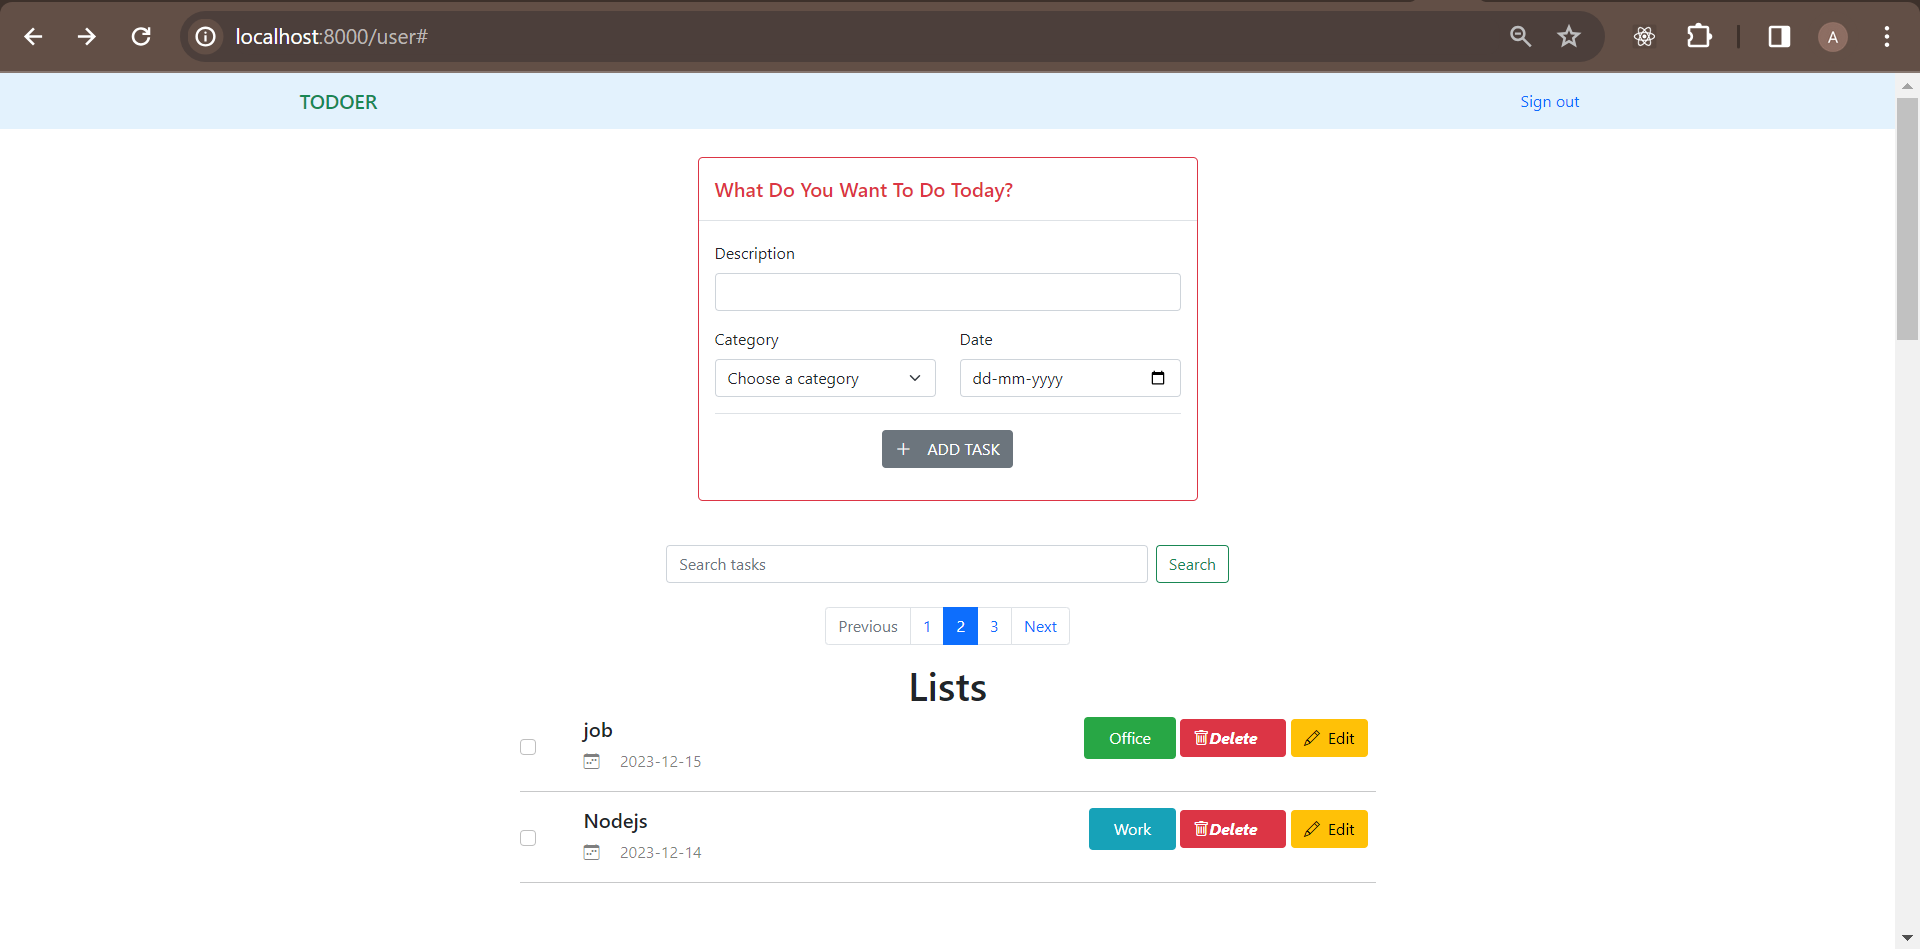 localhost:8000/user#
A
TODOER
Sign out
What Do You Want To Do Today?
Description
Category
Date
Choose a category
dd-mm-yyyy
+ ADD TASK
Search tasks
Search
Previous 1 2 3 Next
Lists
job
Office
Delete
Edit
2023-12-15
Nodejs
Work
Delete
Edit
2023-12-14